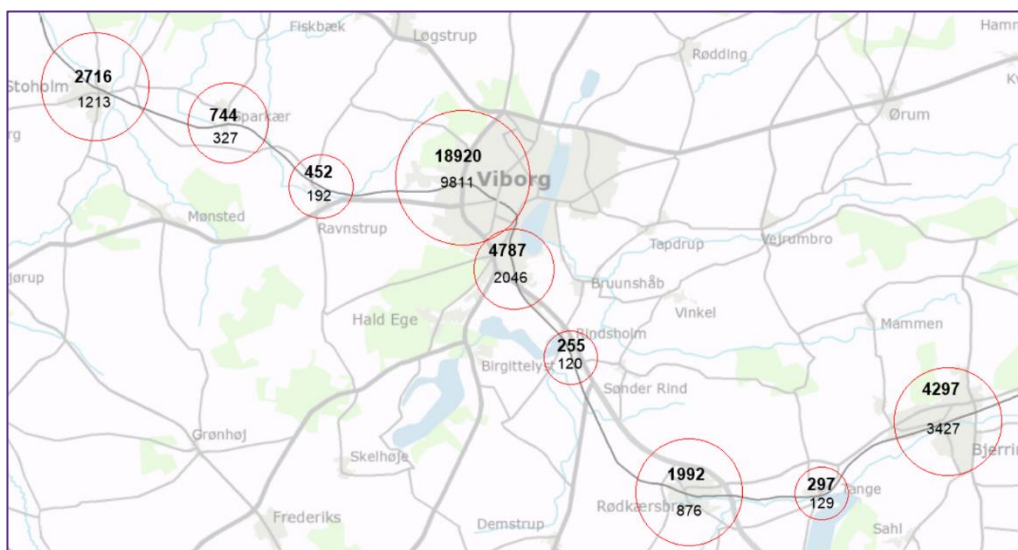 Fiskbæk
Løgstrup
Rødding
Hamm
2716
Stoholm
1213
744
Sparkær
327
Ørum
452
192
18920
9811
Viborg
Mønsted
Ravnstrup
4787
2046
Tapdrup
Vejrumbro
Bruunshåb
Hald Ege
Vinkel
Mammen
255
Rindsholm
120
Birgittelyst
Sønder Rind
4297
3427
Bjerrin
Grønhøj
Skelhøje
1992
876
Rødkærsbro
297
129
Tange
Frederiks
Demstrup
Sahl